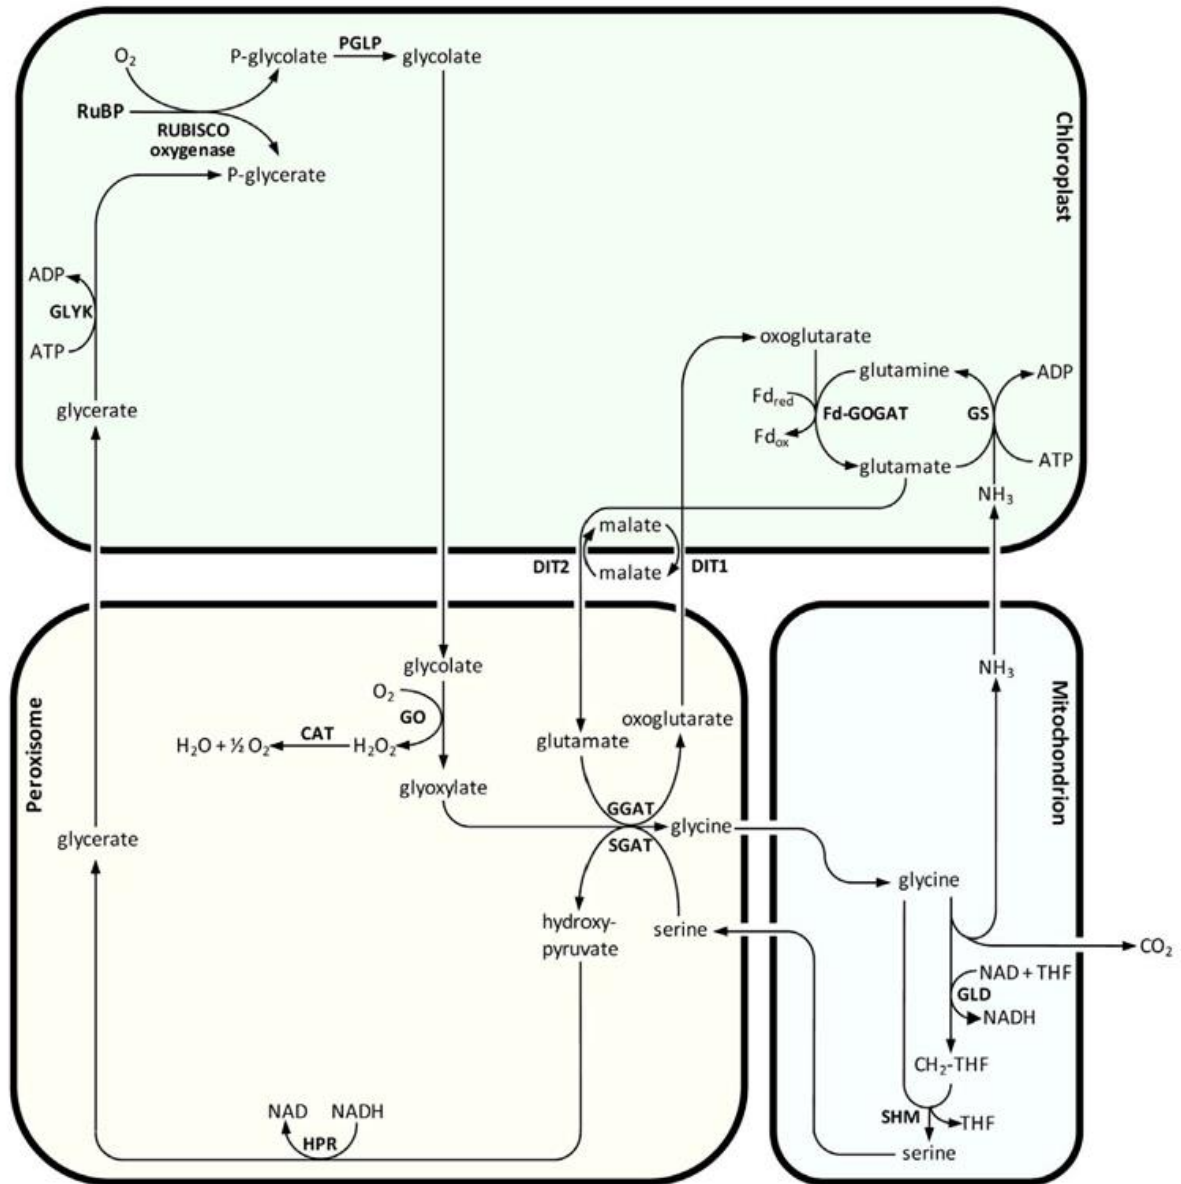 O₂
P-glycolate
PGLP
glycolate
RuBP
RUBISCO
oxygenase
P-glycerate
Chloroplast
ADP
GLYK
ATP
glycerate
oxoglutarate
glutamine
ADP
Fd_red
Fd-GOGAT
GS
Fd_ox
glutamate
ATP
NH₃
malate
DIT2
malate
DIT1
Peroxisome
glycolate
O₂
GO
CAT
H₂O + ½ O₂
H₂O₂
glyoxylate
oxoglutarate
glutamate
GGAT
SGAT
glycine
glycerate
hydroxy-
pyruvate
serine
NAD
NADH
HPR
Mitochondrion
NH₃
glycine
CO₂
NAD + THF
GLD
NADH
CH₂-THF
SHM
THF
serine